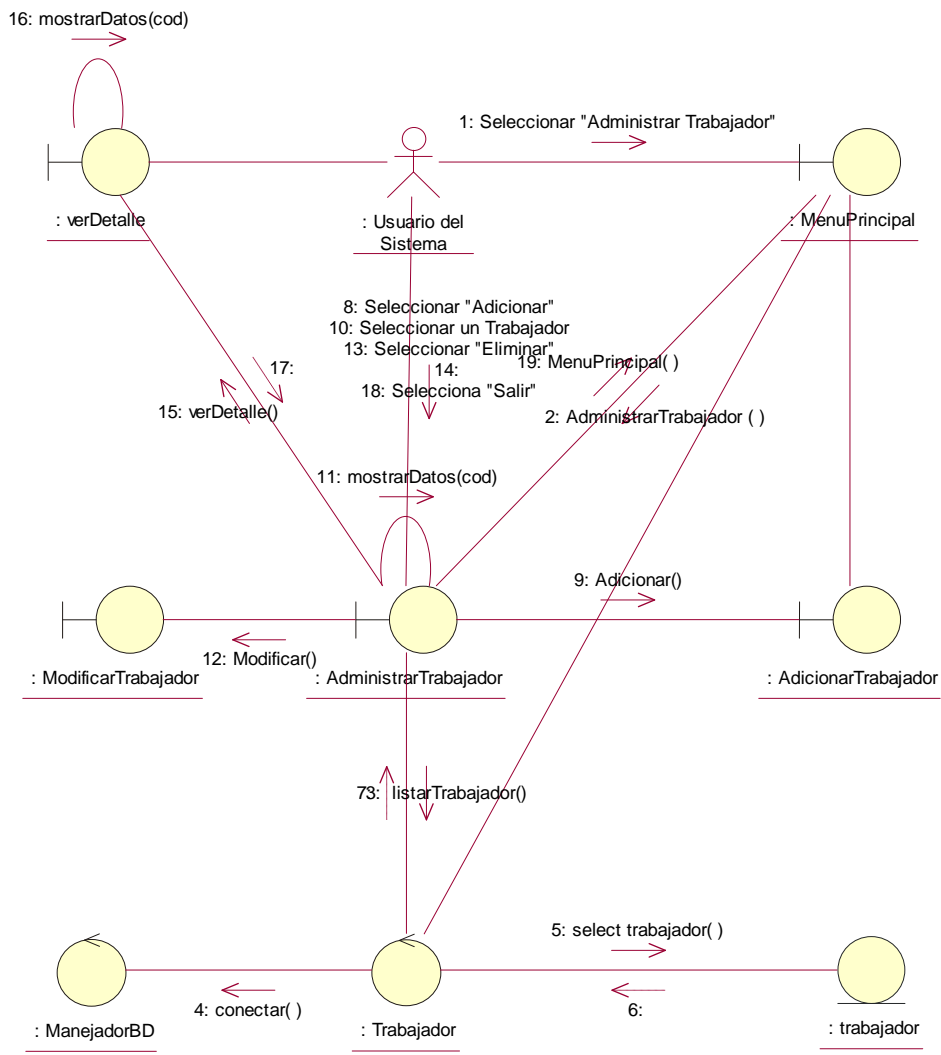 16: mostrarDatos(cod)
1: Seleccionar "Administrar Trabajador"
: verDetalle
: Usuario del
Sistema
: MenuPrincipal
8: Seleccionar "Adicionar"
10: Seleccionar un Trabajador
13: Seleccionar "Eliminar"
14:
18: Selecciona "Salir"
17:
15: verDetalle()
19: MenuPrincipal( )
2: AdministrarTrabajador ( )
11: mostrarDatos(cod)
9: Adicionar()
12: Modificar()
: ModificarTrabajador
: AdministrarTrabajador
: AdicionarTrabajador
7:
3: listarTrabajador()
5: select trabajador( )
4: conectar( )
6:
: ManejadorBD
: Trabajador
: trabajador